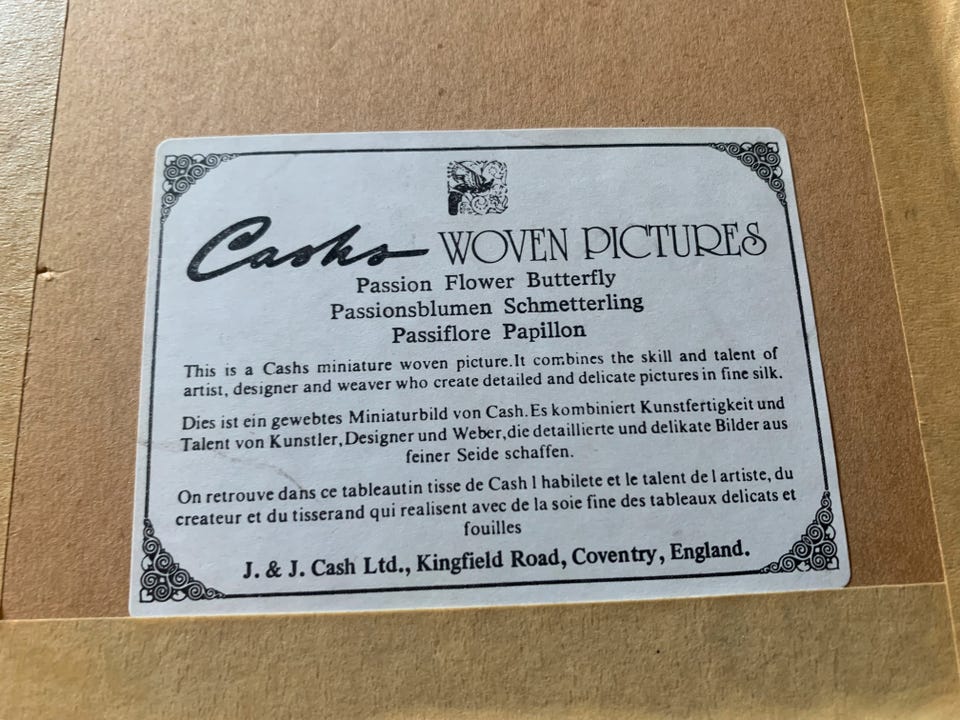 Cashs WOVEN PICTURES
Passion Flower Butterfly
Passionsblumen Schmetterling
Passiflore Papillon
This is a Cashs miniature woven picture.It combines the skill and talent of
artist, designer and weaver who create detailed and delicate pictures in fine silk.
Dies ist ein gewebtes Miniaturbild von Cash.Es kombiniert Kunstfertigkeit und
Talent von Kunstler,Designer und Weber,die detaillierte und delikate Bilder aus
feiner Seide schaffen.
On retrouve dans ce tableautin tisse de Cash l habilete et le talent de l artiste, du
createur et du tisserand qui realisent avec de la soie fine des tableaux delicats et
fouilles
J. & J. Cash Ltd., Kingfield Road, Coventry, England.